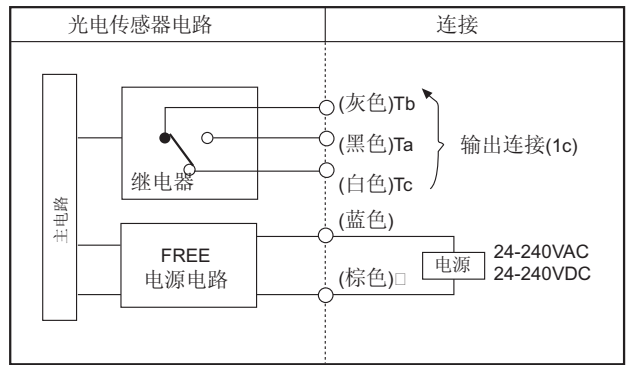 光电传感器电路
连接
(灰色)Tb
(黑色)Ta
(白色)Tc
输出连接(1c)
继电器
主电路
(蓝色)
FREE
电源电路
(棕色)□
电源
24-240VAC
24-240VDC